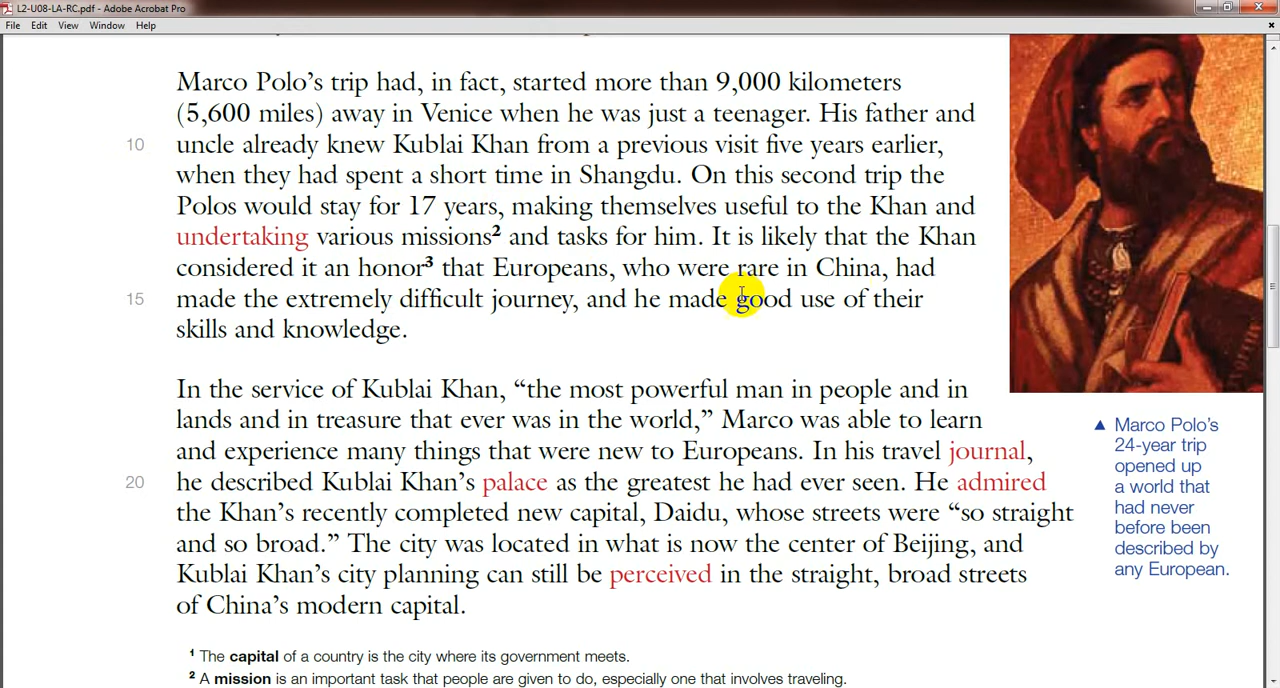 L2-U08-LA-RC.pdf - Adobe Acrobat Pro
File Edit View Window Help
Marco Polo’s trip had, in fact, started more than 9,000 kilometers
(5,600 miles) away in Venice when he was just a teenager. His father and
10 uncle already knew Kublai Khan from a previous visit five years earlier,
when they had spent a short time in Shangdu. On this second trip the
Polos would stay for 17 years, making themselves useful to the Khan and
undertaking various missions² and tasks for him. It is likely that the Khan
considered it an honor³ that Europeans, who were rare in China, had
15 made the extremely difficult journey, and he made good use of their
skills and knowledge.
In the service of Kublai Khan, “the most powerful man in people and in
lands and in treasure that ever was in the world,” Marco was able to learn
and experience many things that were new to Europeans. In his travel journal,
20 he described Kublai Khan’s palace as the greatest he had ever seen. He admired
the Khan’s recently completed new capital, Daidu, whose streets were “so straight
and so broad.” The city was located in what is now the center of Beijing, and
Kublai Khan’s city planning can still be perceived in the straight, broad streets
of China’s modern capital.
▲ Marco Polo’s
24-year trip
opened up
a world that
had never
before been
described by
any European.
¹ The capital of a country is the city where its government meets.
² A mission is an important task that people are given to do, especially one that involves traveling.